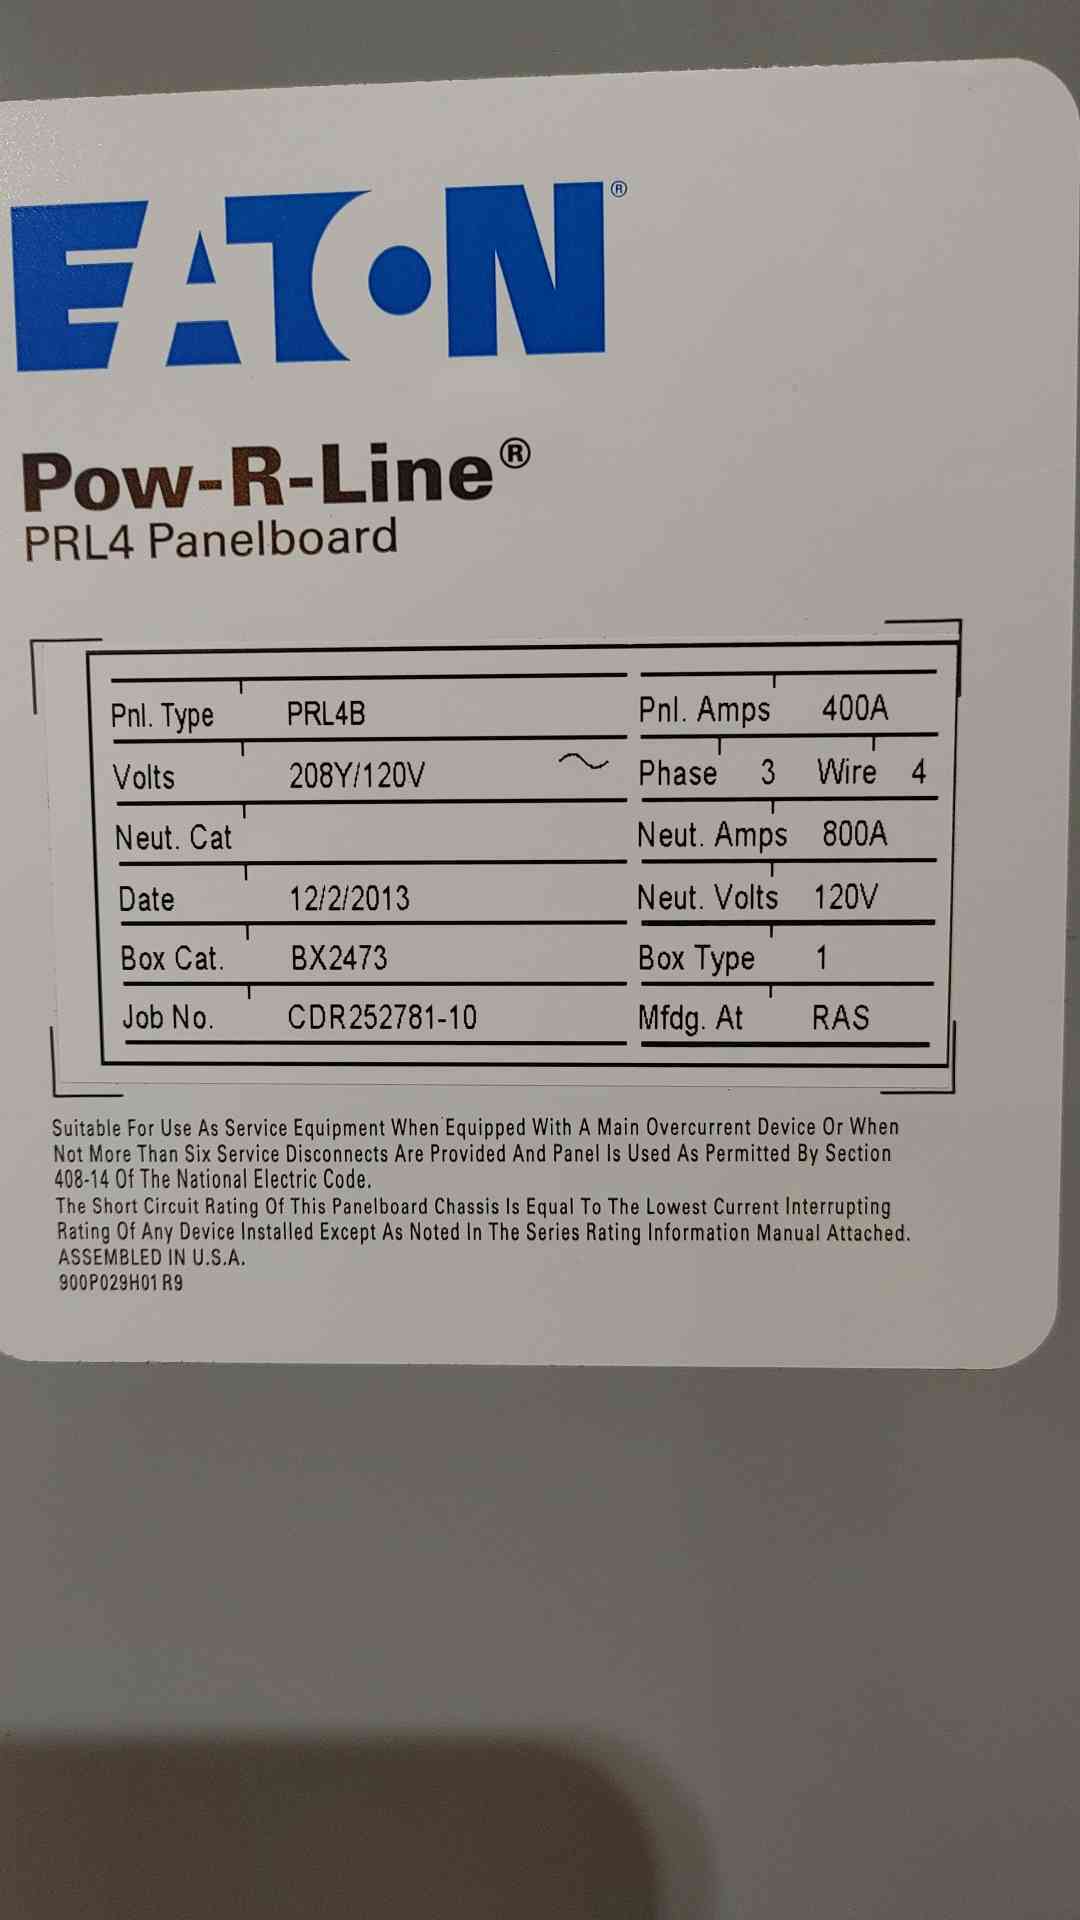 EATON®
Pow-R-Line®
PRL4 Panelboard
Pnl. Type PRL4B Pnl. Amps 400A
Volts 208Y/120V ~ Phase 3 Wire 4
Neut. Cat Neut. Amps 800A
Date 12/2/2013 Neut. Volts 120V
Box Cat. BX2473 Box Type 1
Job No. CDR252781-10 Mfdg. At RAS
Suitable For Use As Service Equipment When Equipped With A Main Overcurrent Device Or When
Not More Than Six Service Disconnects Are Provided And Panel Is Used As Permitted By Section
408-14 Of The National Electric Code.
The Short Circuit Rating Of This Panelboard Chassis Is Equal To The Lowest Current Interrupting
Rating Of Any Device Installed Except As Noted In The Series Rating Information Manual Attached.
ASSEMBLED IN U.S.A.
900P029H01 R9